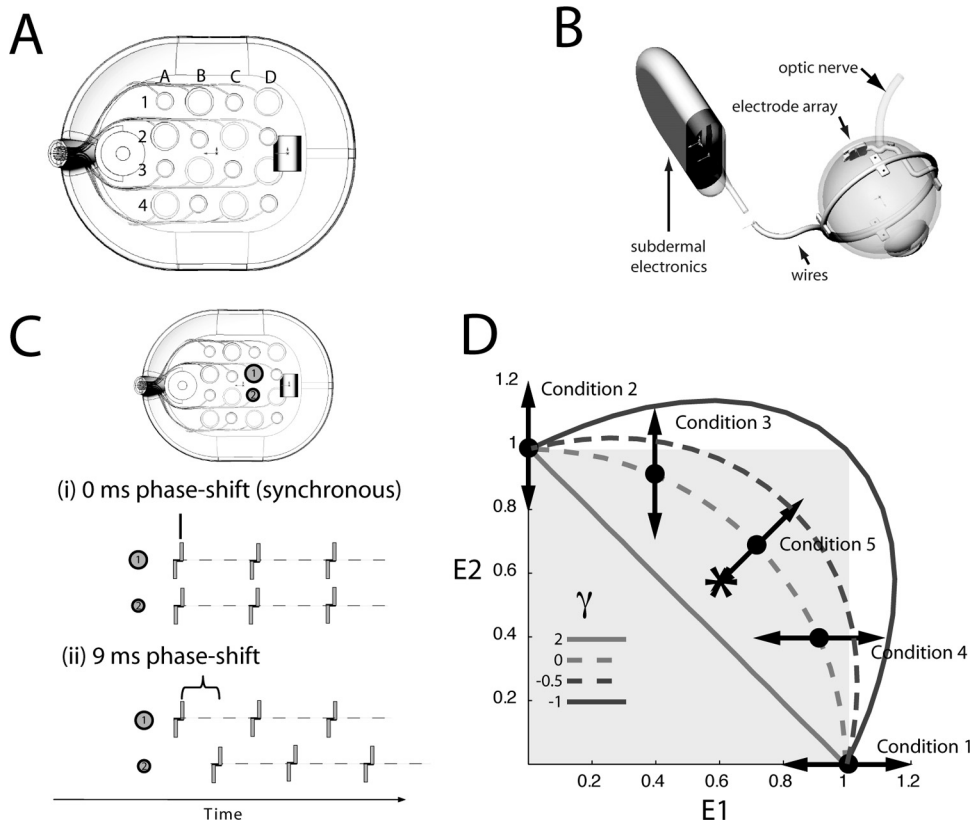 A
A B C D
1
2
3
4
B
optic nerve
electrode array
subdermal
electronics
wires
C
1
2
(i) 0 ms phase-shift (synchronous)
1
2
(ii) 9 ms phase-shift
1
2
Time
D
1.2
Condition 2
Condition 3
1
0.8
Condition 5
E2
0.6
γ
0.4
2
Condition 4
0
-0.5
0.2
-1
Condition 1
0.2 0.4 0.6 0.8 1 1.2
E1